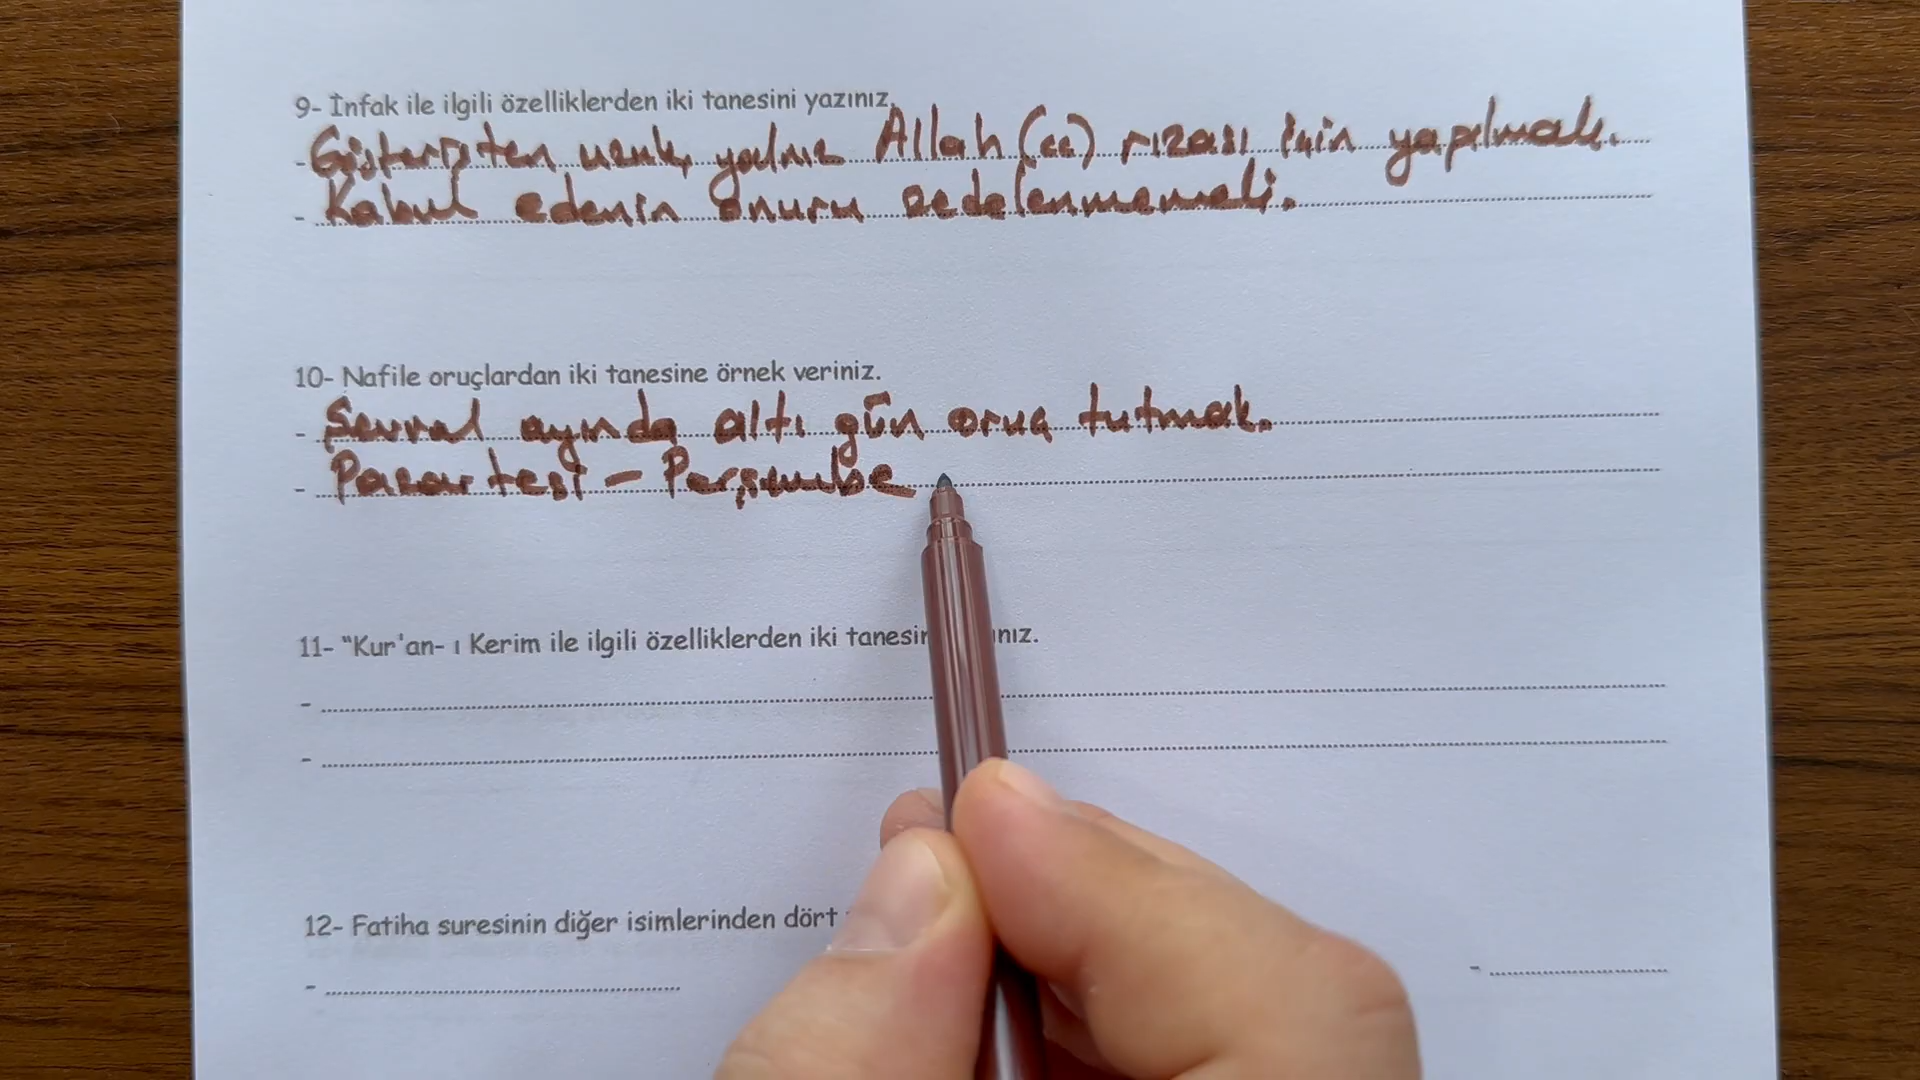 9- İnfak ile ilgili özelliklerden iki tanesini yazınız.
- Gösterişten uzak, yalnız Allah (cc) rızası için yapılmalı.
- Kabul edenin onuru zedelenmemeli.
10- Nafile oruçlardan iki tanesine örnek veriniz.
- Şevval ayında altı gün oruç tutmak.
- Pazartesi - Perşembe
11- "Kur'an- ı Kerim ile ilgili özelliklerden iki
-
-
12- Fatiha suresinin diğer isimlerinden dört
- -